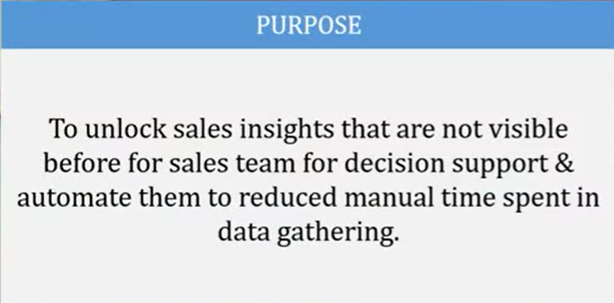 PURPOSE
To unlock sales insights that are not visible
before for sales team for decision support &
automate them to reduced manual time spent in
data gathering.